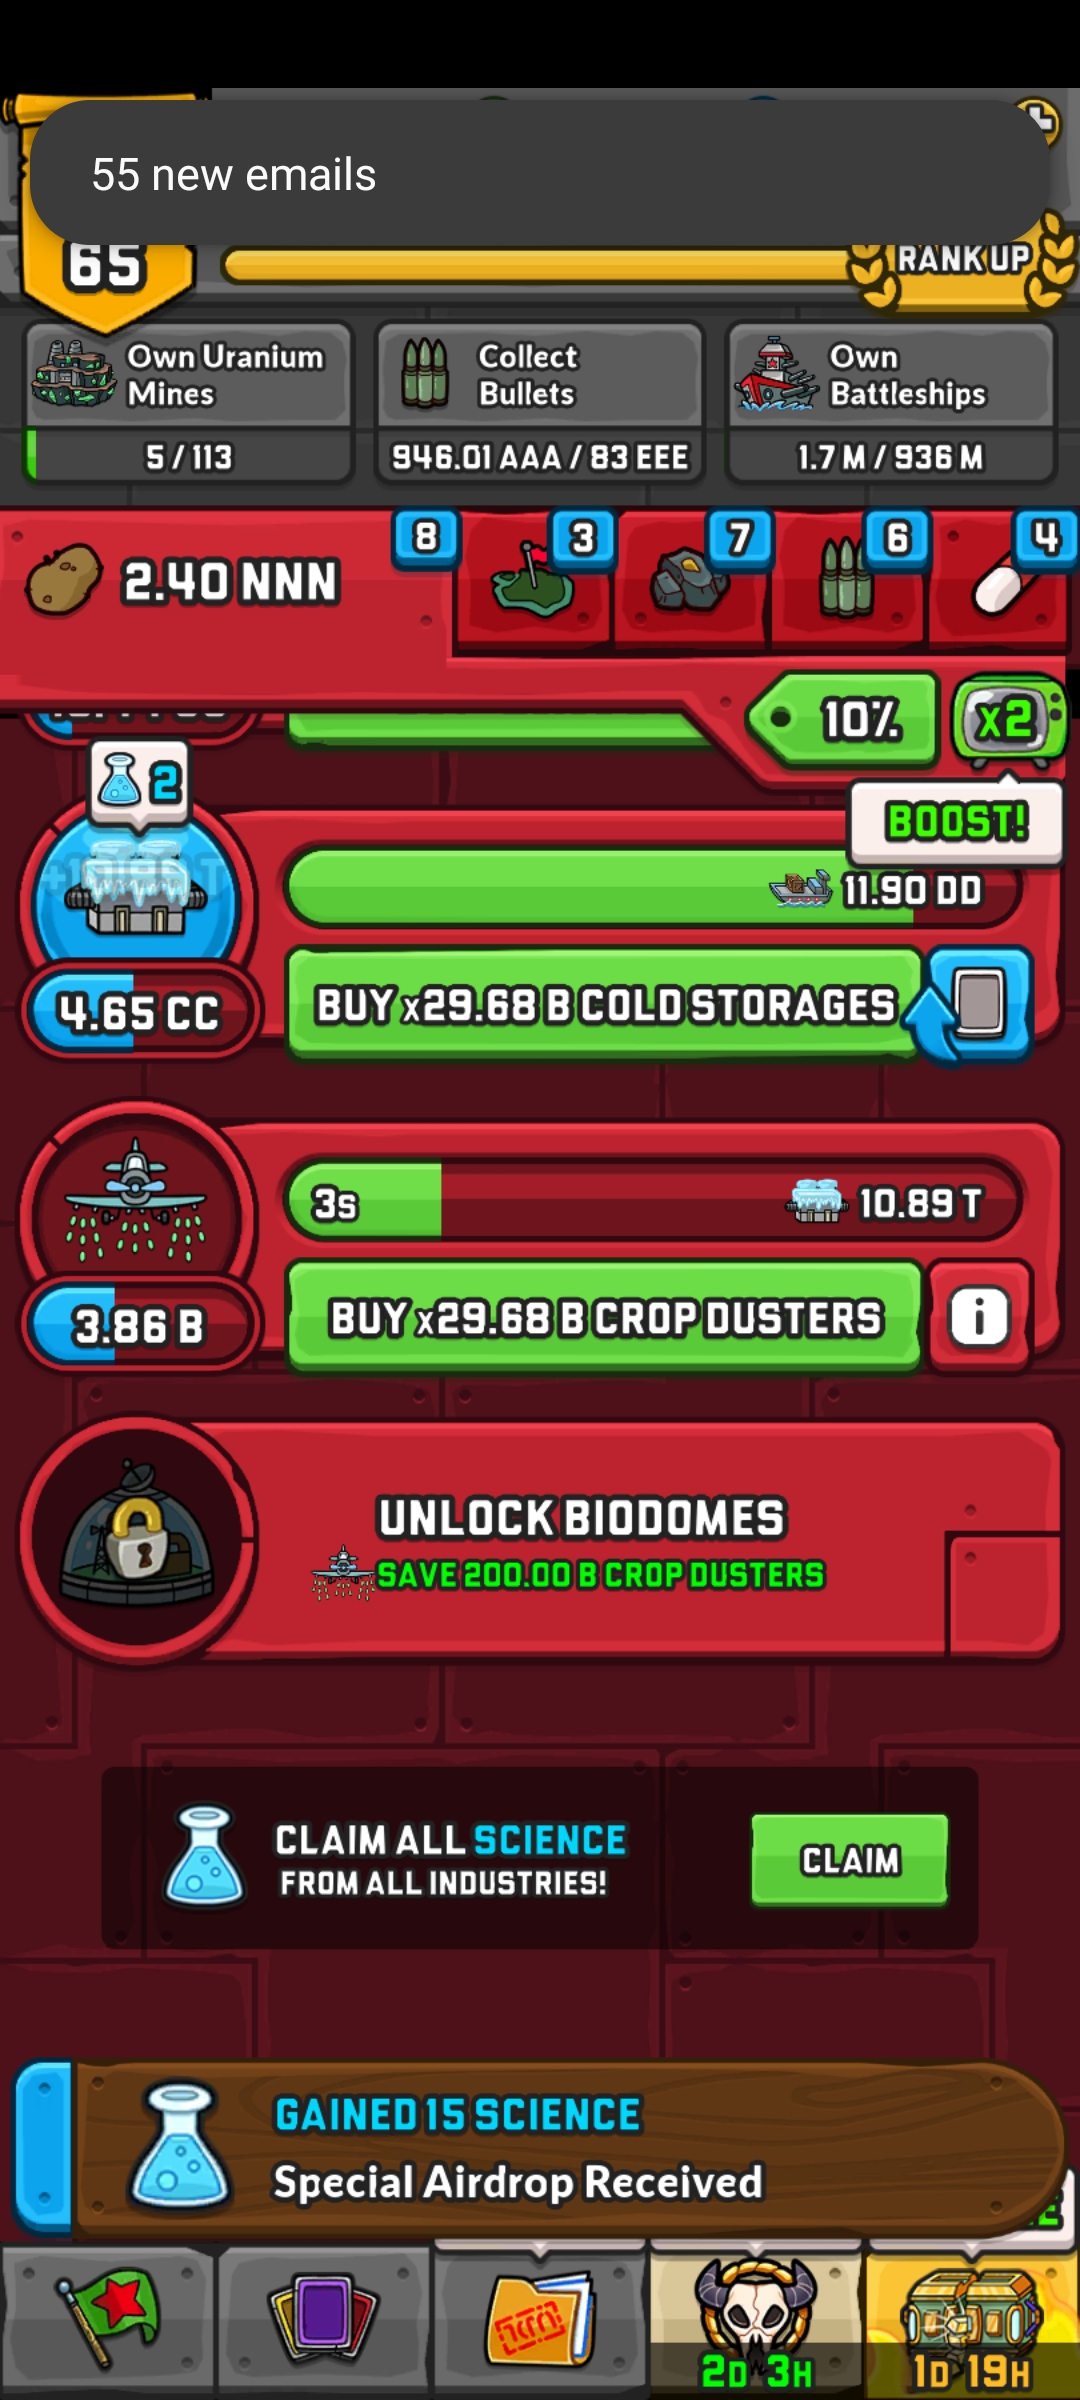 55 new emails
65
RANK UP
Own Uranium
Mines
5 / 113
Collect
Bullets
946.01 AAA / 83 EEE
Own
Battleships
1.7 M / 936 M
2.40 NNN
8
3
7
6
4
10%
x2
BOOST!
2
11.90 DD
4.65 CC
BUY x29.68 B COLD STORAGES
3s
10.89 T
3.86 B
BUY x29.68 B CROP DUSTERS
i
UNLOCK BIODOMES
SAVE 200.00 B CROP DUSTERS
CLAIM ALL SCIENCE
FROM ALL INDUSTRIES!
CLAIM
GAINED 15 SCIENCE
Special Airdrop Received
2D 3H
1D 19H